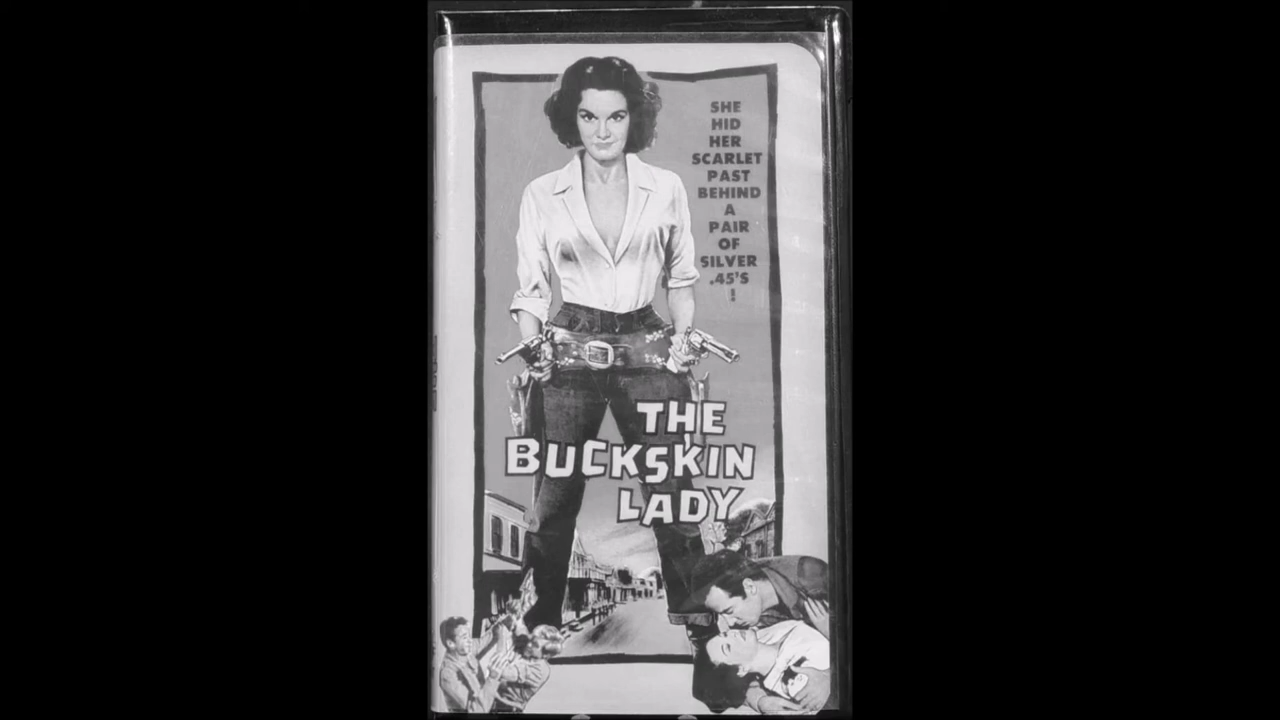 SHE
HID
HER
SCARLET
PAST
BEHIND
A
PAIR
OF
SILVER
.45'S
!
THE
BUCKSKIN
LADY